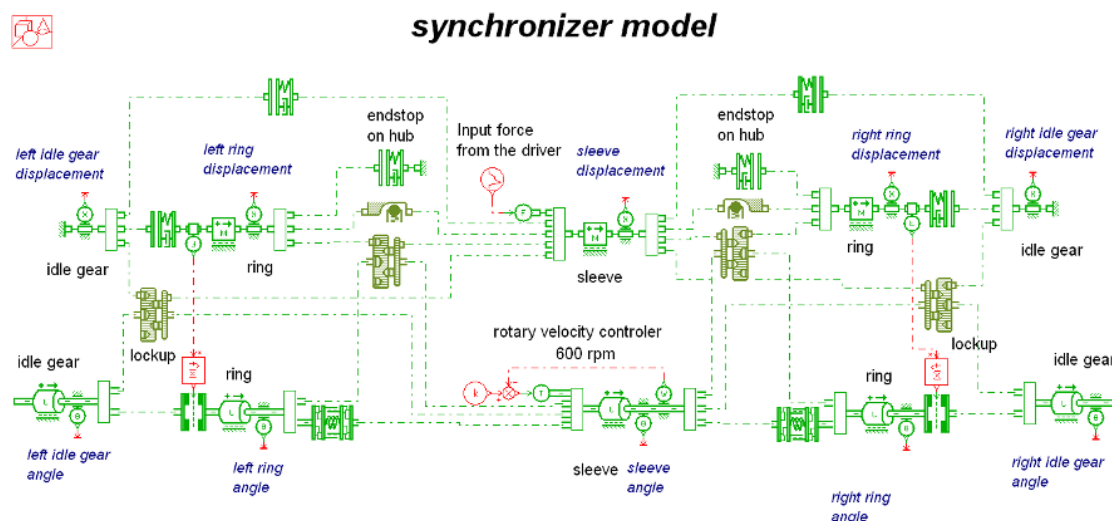 synchronizer model
endstop
on hub
Input force
from the driver
endstop
on hub
left idle gear
displacement
left ring
displacement
sleeve
displacement
right ring
displacement
right idle gear
displacement
idle gear
ring
sleeve
ring
idle gear
lockup
rotary velocity controler
600 rpm
lockup
idle gear
ring
ring
idle gear
left idle gear
angle
left ring
angle
sleeve
sleeve
angle
right ring
angle
right idle gear
angle